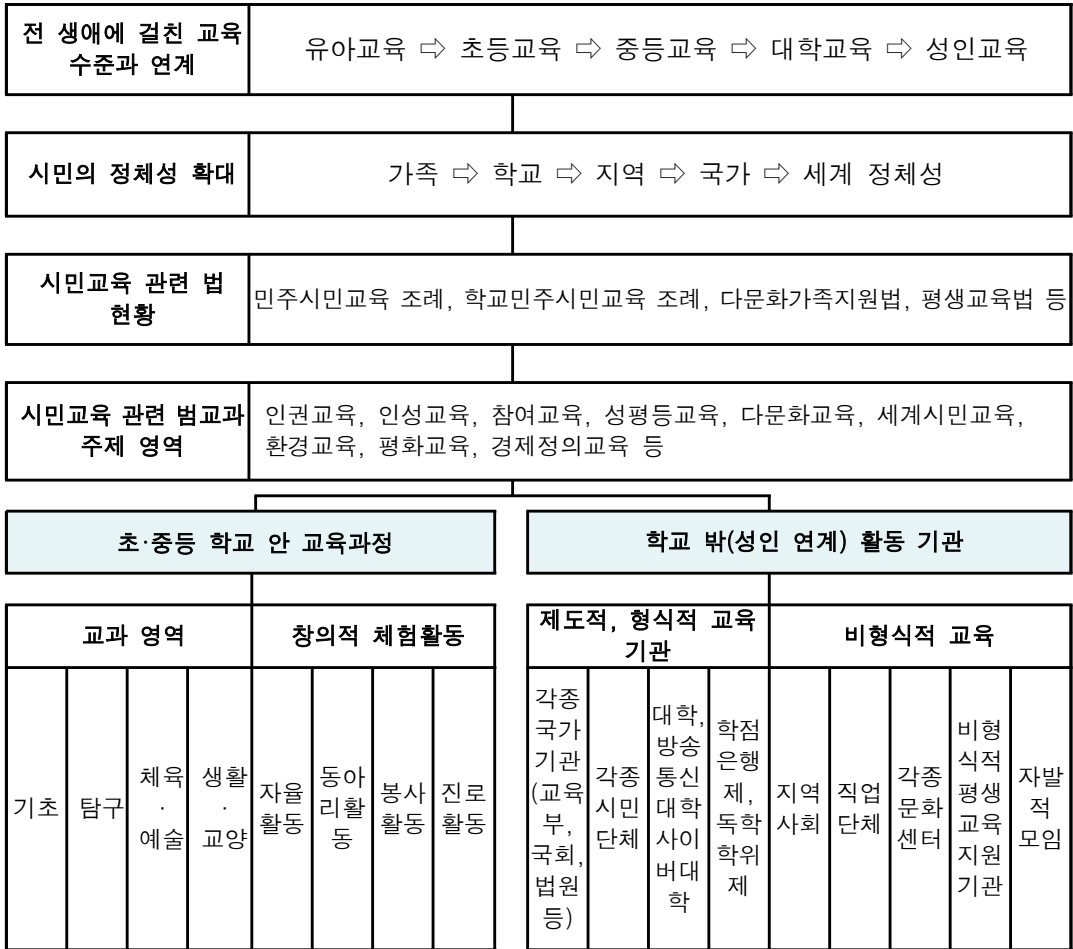 전 생애에 걸친 교육
수준과 연계
유아교육 ⇨ 초등교육 ⇨ 중등교육 ⇨ 대학교육 ⇨ 성인교육
시민의 정체성 확대
가족 ⇨ 학교 ⇨ 지역 ⇨ 국가 ⇨ 세계 정체성
시민교육 관련 법
현황
민주시민교육 조례, 학교민주시민교육 조례, 다문화가족지원법, 평생교육법 등
시민교육 관련 범교과
주제 영역
인권교육, 인성교육, 참여교육, 성평등교육, 다문화교육, 세계시민교육,
환경교육, 평화교육, 경제정의교육 등
초·중등 학교 안 교육과정
학교 밖(성인 연계) 활동 기관
교과 영역
창의적 체험활동
제도적, 형식적 교육
기관
비형식적 교육
기초
탐구
체육
·
예술
생활
·
교양
자율
활동
동아
리활
동
봉사
활동
진로
활동
각종
국가
기관
(교육
부,
국회,
법원
등)
각종
시민
단체
대학,
방송
통신
대학
사이
버대
학
학점
은행
제,
독학
학위
제
지역
사회
직업
단체
각종
문화
센터
비형
식적
평생
교육
지원
기관
자발
적
모임